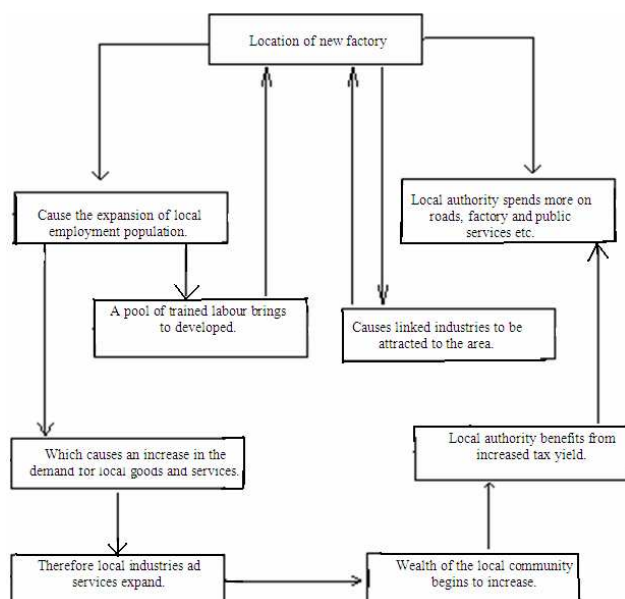 Location of new factory
Cause the expansion of local
employment population.
Local authority spends more on
roads, factory and public
services etc.
A pool of trained labour brings
to developed.
Causes linked industries to be
attracted to the area.
Which causes an increase in the
demand for local goods and services.
Local authority benefits from
increased tax yield.
Therefore local industries ad
services expand.
Wealth of the local community
begins to increase.